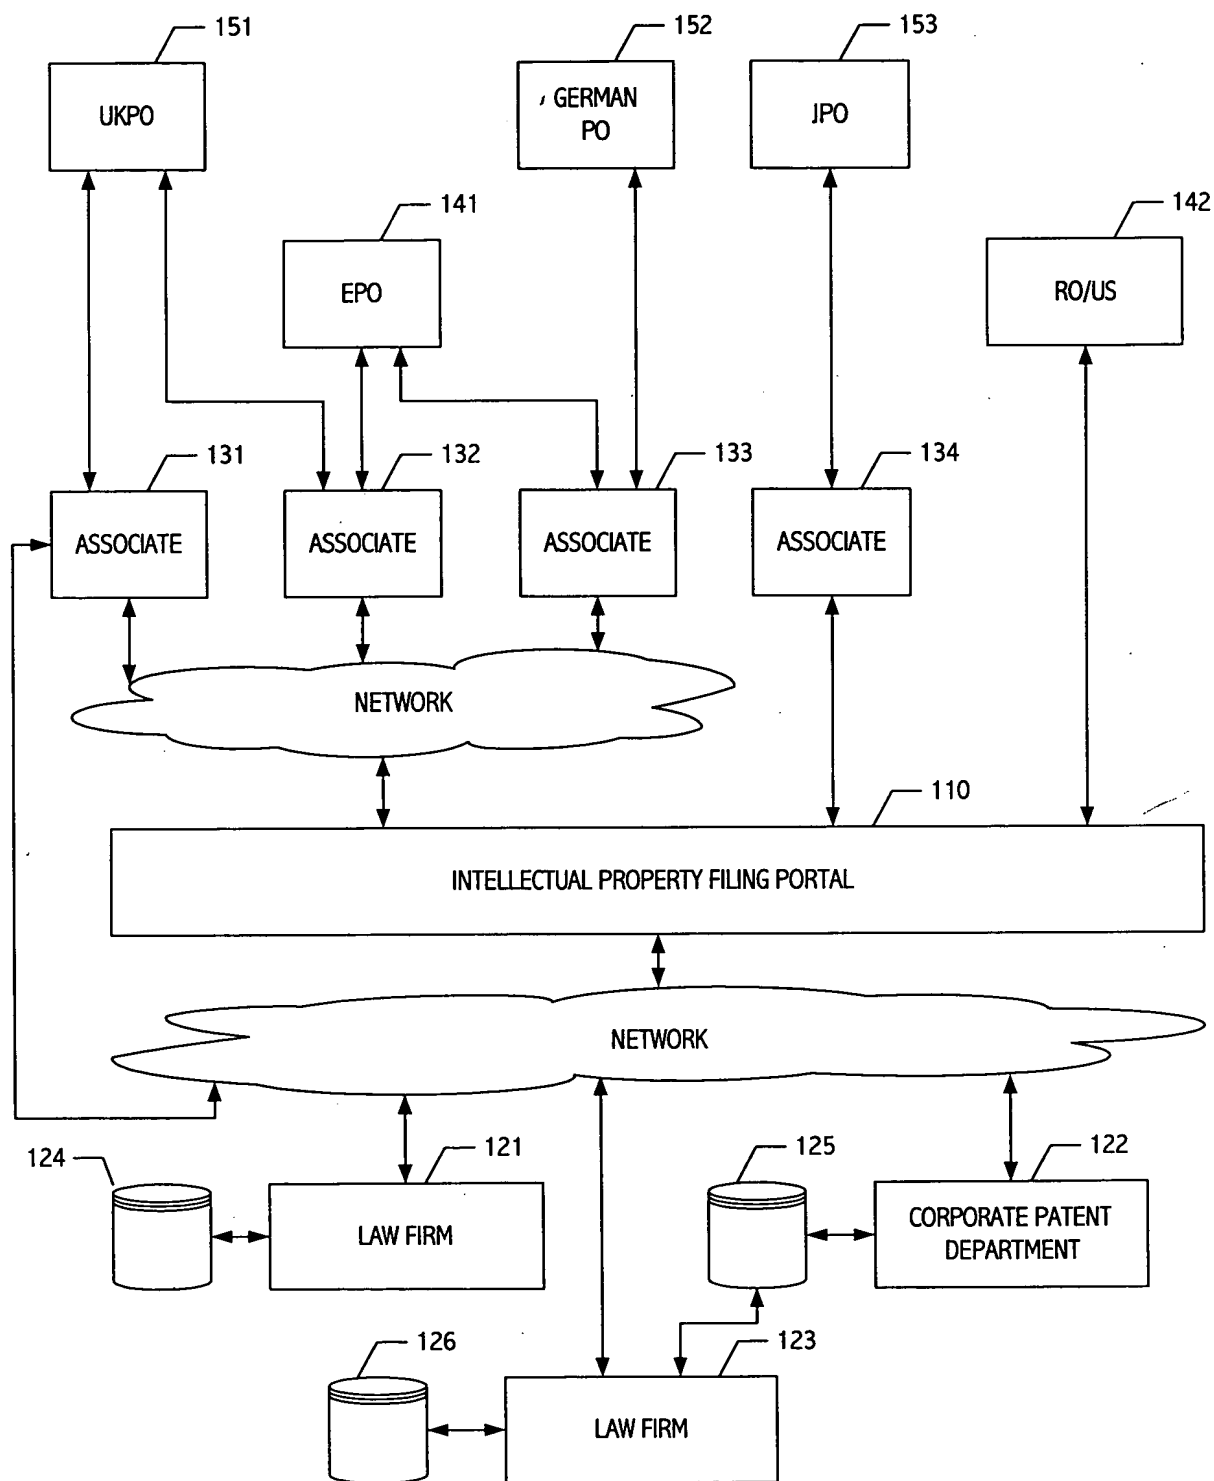 151
152
153
UKPO
GERMAN
PO
JPO
141
142
EPO
RO/US
131
132
133
134
ASSOCIATE
ASSOCIATE
ASSOCIATE
ASSOCIATE
NETWORK
110
INTELLECTUAL PROPERTY FILING PORTAL
NETWORK
124
121
125
122
LAW FIRM
CORPORATE PATENT
DEPARTMENT
126
123
LAW FIRM